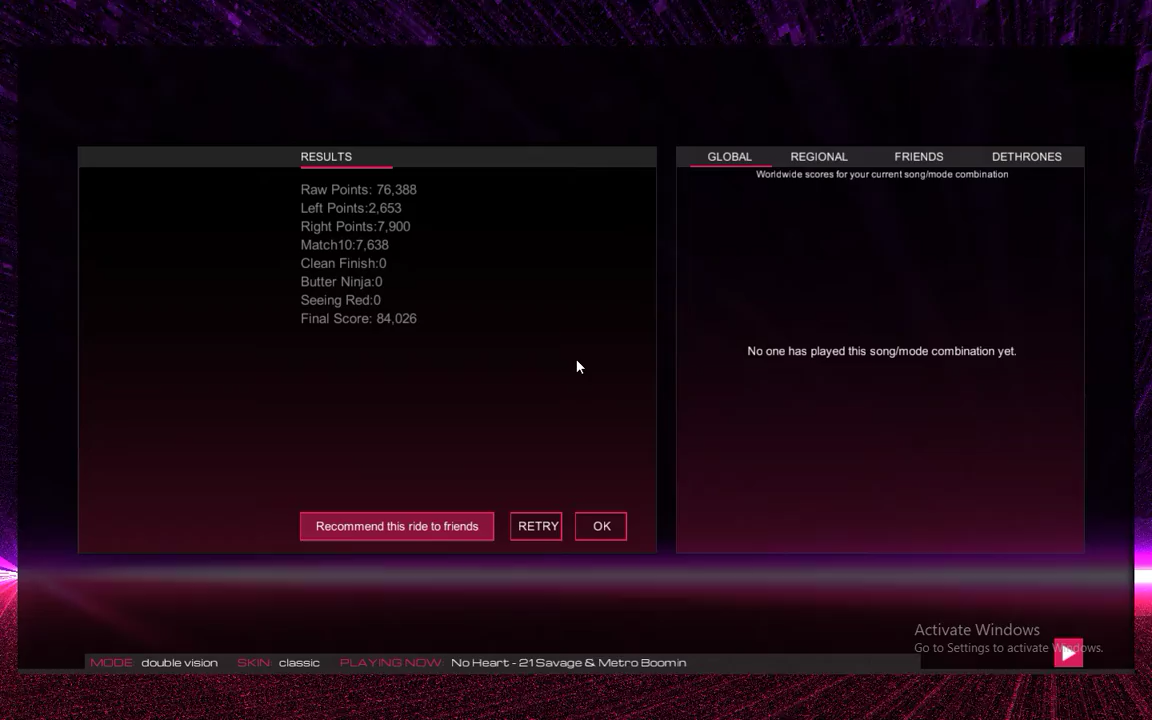 RESULTS
Raw Points: 76,388
Left Points:2,653
Right Points:7,900
Match10:7,638
Clean Finish:0
Butter Ninja:0
Seeing Red:0
Final Score: 84,026
Recommend this ride to friends
RETRY
OK
GLOBAL REGIONAL FRIENDS DETHRONES
Worldwide scores for your current song/mode combination
No one has played this song/mode combination yet.
Activate Windows
Go to Settings to activate Windows.
MODE: double vision SKIN: classic PLAYING NOW: No Heart - 21 Savage & Metro Boomin